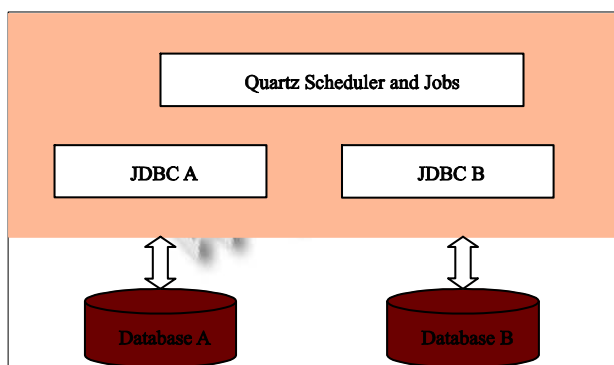 Quartz Scheduler and Jobs
JDBC A
JDBC B
Database A
Database B